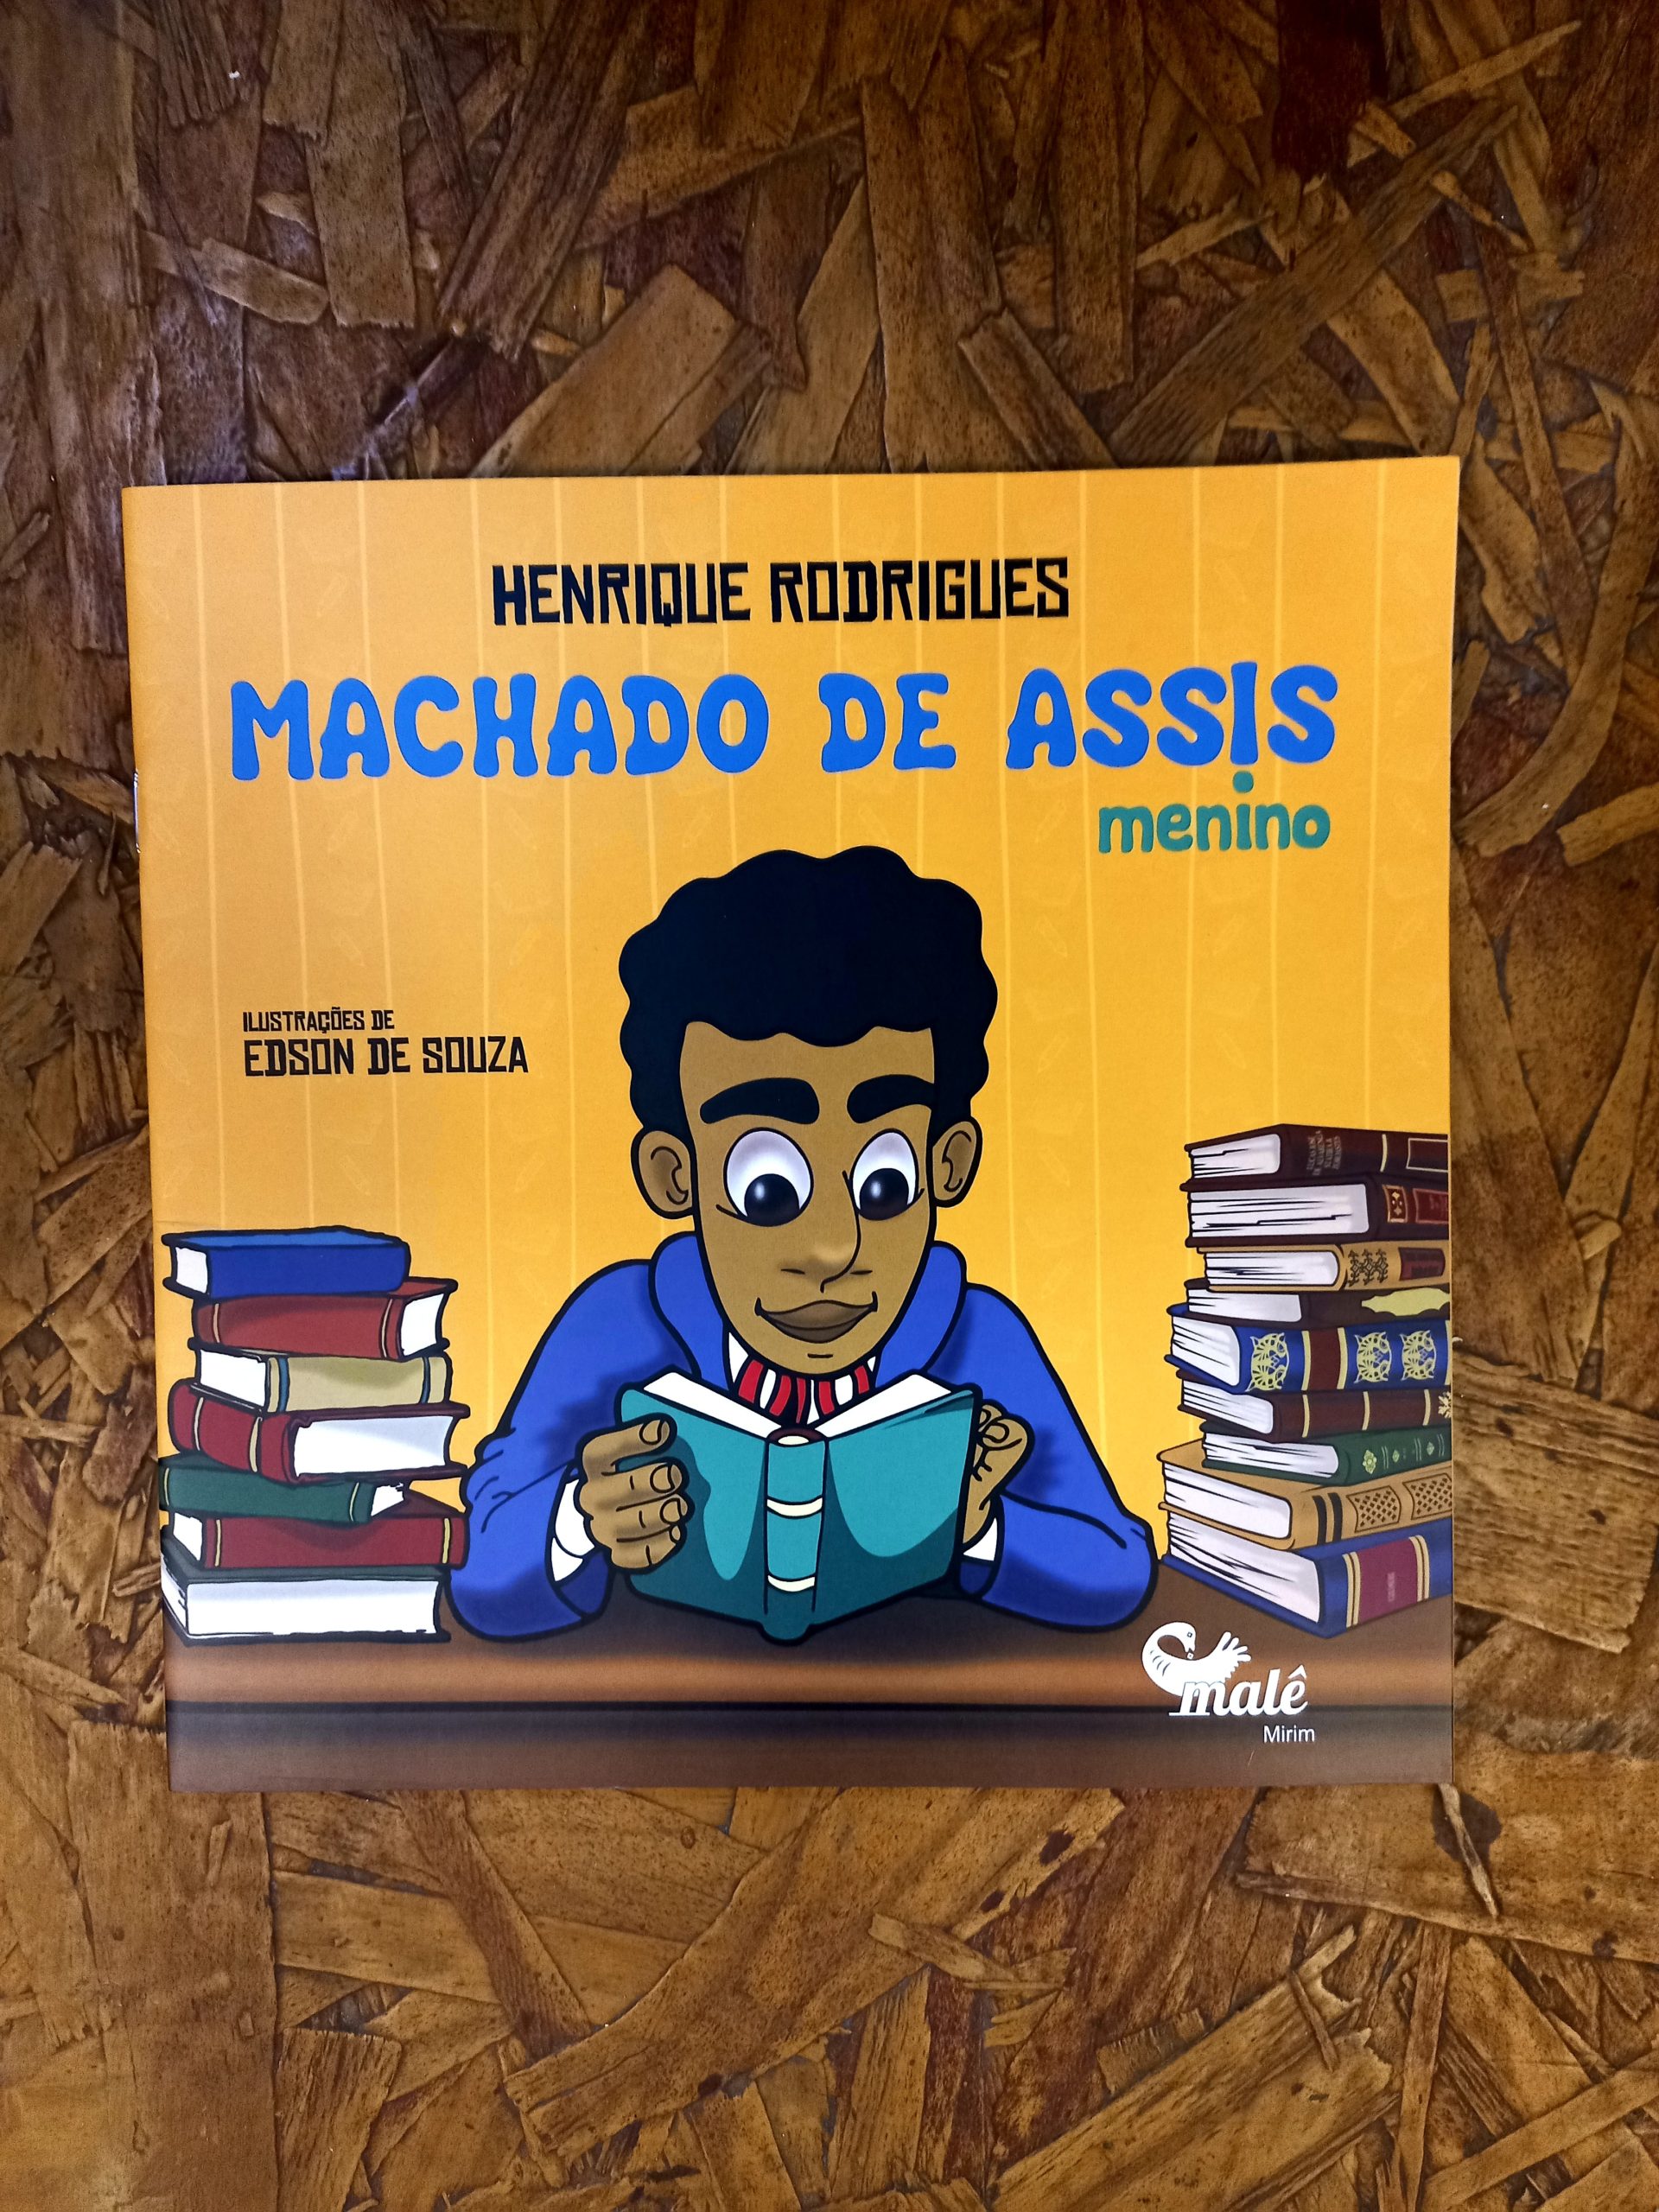 HENRIQUE RODRIGUES
MACHADO DE ASSIS
menino
ILUSTRAÇÕES DE
EDSON DE SOUZA
malê
Mirim